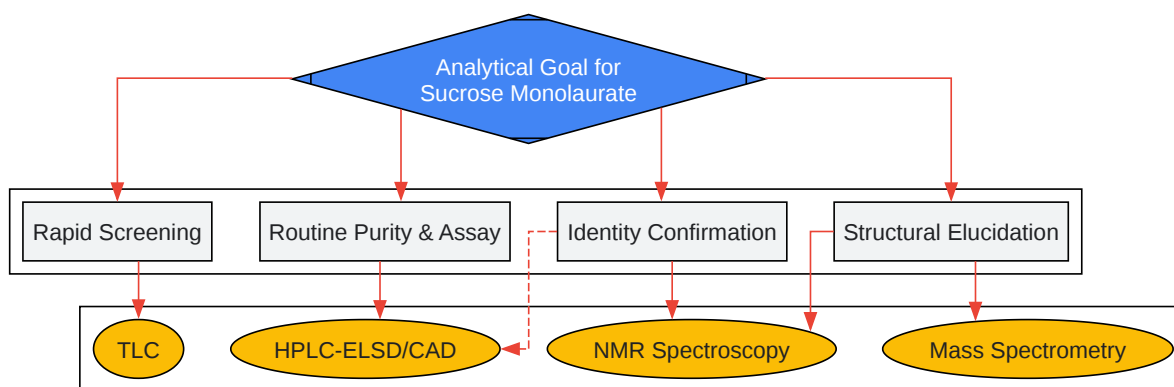 Analytical Goal for
Sucrose Monolaurate
Rapid Screening
Routine Purity & Assay
Identity Confirmation
Structural Elucidation
TLC
HPLC-ELSD/CAD
NMR Spectroscopy
Mass Spectrometry